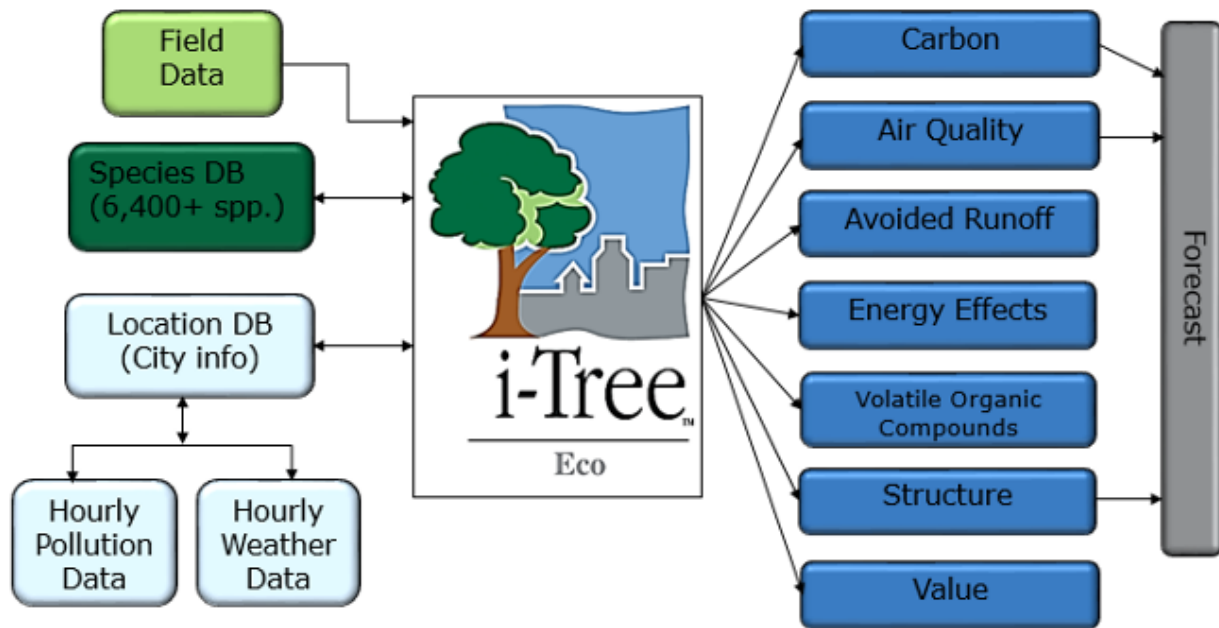 Field
Data
Species DB
(6,400+ spp.)
Location DB
(City info)
Hourly
Pollution
Data
Hourly
Weather
Data
i-Tree™
Eco
Carbon
Air Quality
Avoided Runoff
Energy Effects
Volatile Organic
Compounds
Structure
Value
Forecast